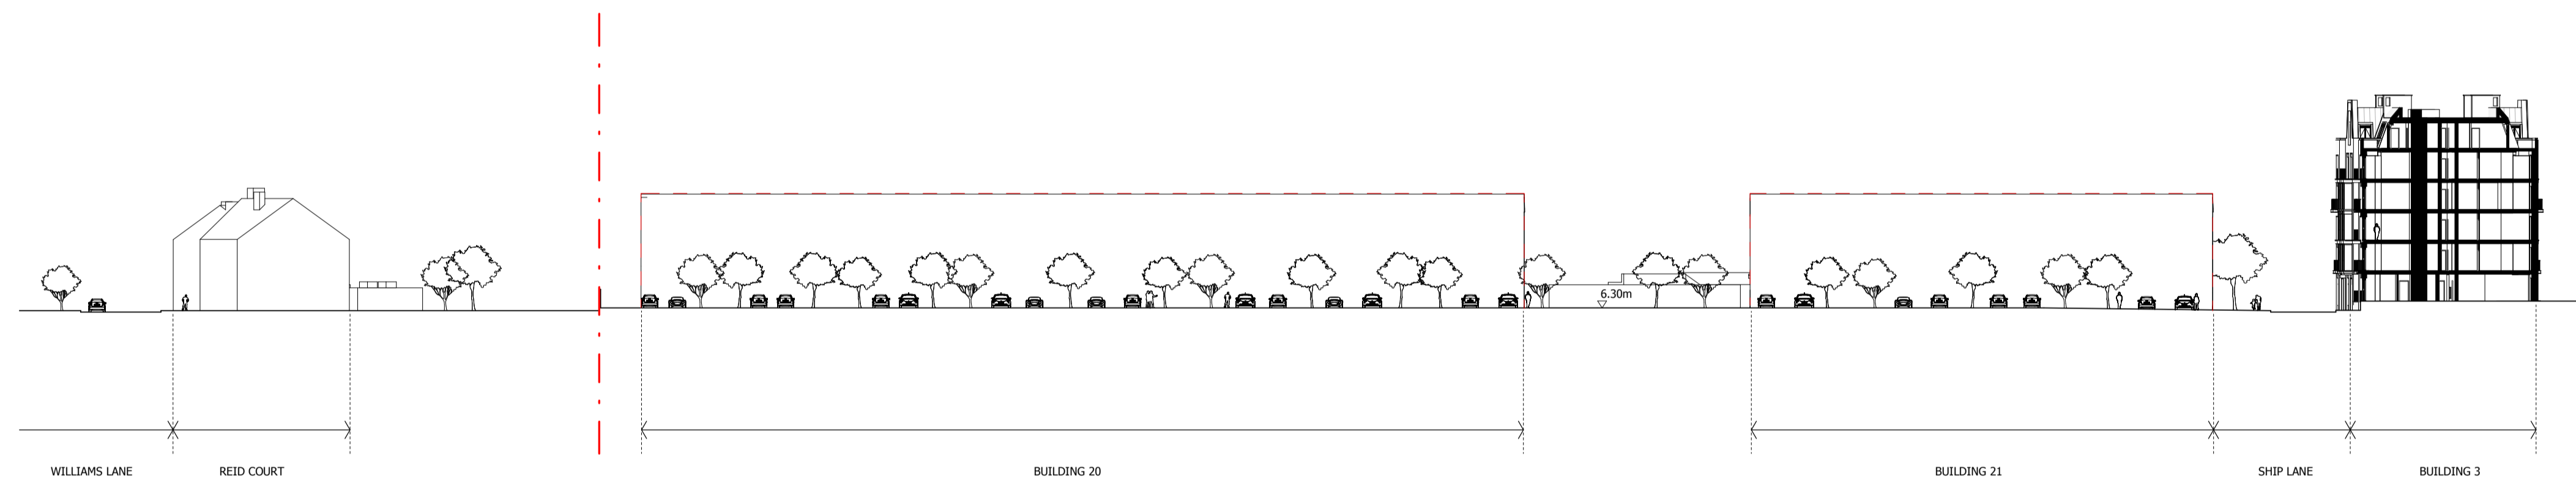 6.30m
WILLIAMS LANE
REID COURT
BUILDING 20
BUILDING 21
SHIP LANE
BUILDING 3